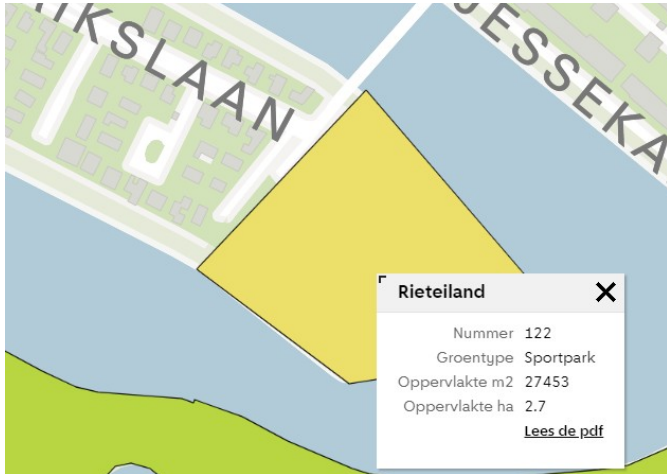 IKSLAAN
JESSEKA
Rieteiland
Nummer 122
Groentype Sportpark
Oppervlakte m2 27453
Oppervlakte ha 2.7
Lees de pdf